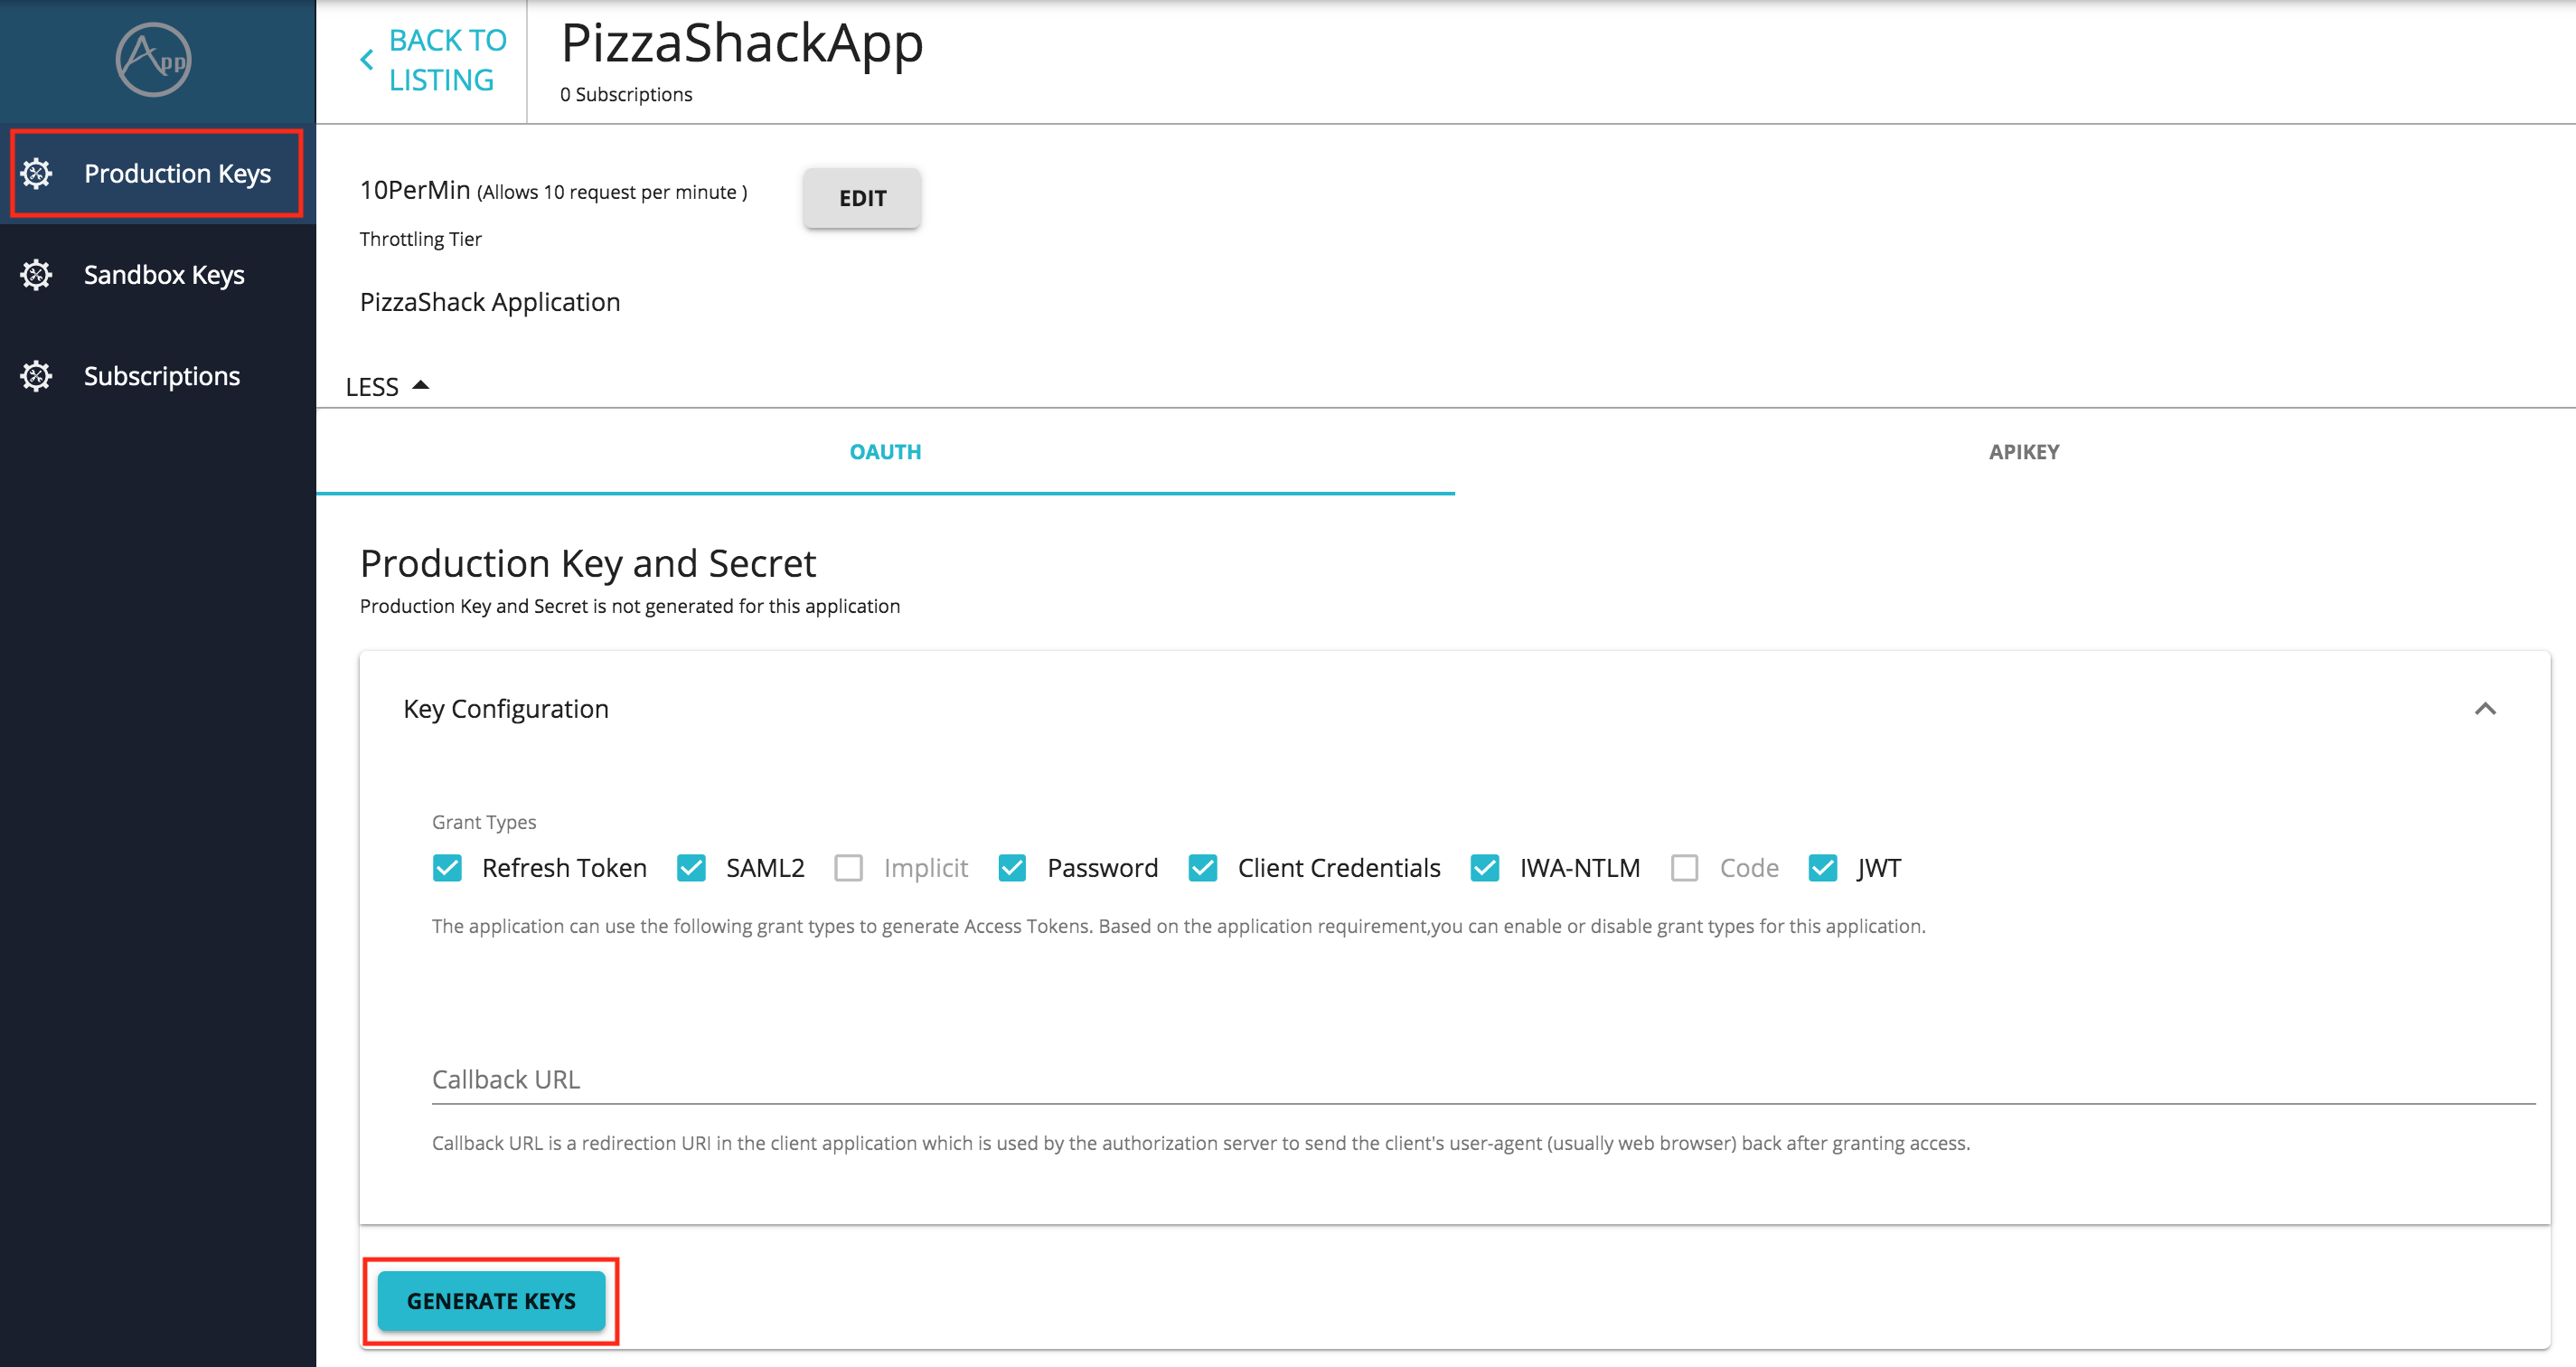 App
Production Keys
Sandbox Keys
Subscriptions
BACK TO
LISTING
PizzaShackApp
0 Subscriptions
10PerMin (Allows 10 request per minute )
EDIT
Throttling Tier
PizzaShack Application
LESS
OAUTH
APIKEY
Production Key and Secret
Production Key and Secret is not generated for this application
Key Configuration
Grant Types
Refresh Token SAML2 Implicit Password Client Credentials IWA-NTLM Code JWT
The application can use the following grant types to generate Access Tokens. Based on the application requirement,you can enable or disable grant types for this application.
Callback URL
Callback URL is a redirection URI in the client application which is used by the authorization server to send the client's user-agent (usually web browser) back after granting access.
GENERATE KEYS